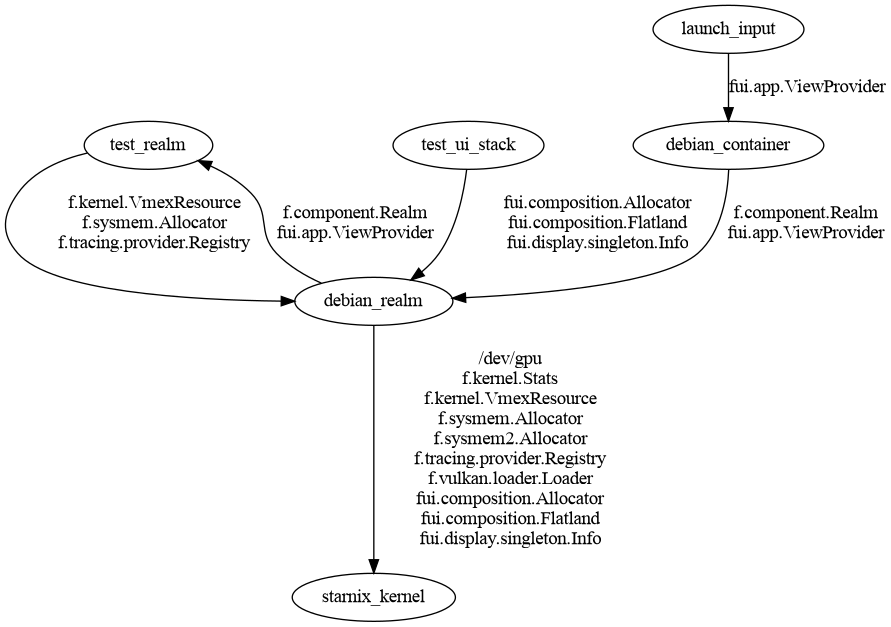 launch_input
fui.app.ViewProvider
test_realm
test_ui_stack
debian_container
f.kernel.VmexResource
f.sysmem.Allocator
f.tracing.provider.Registry
f.component.Realm
fui.app.ViewProvider
fui.composition.Allocator
fui.composition.Flatland
fui.display.singleton.Info
f.component.Realm
fui.app.ViewProvider
debian_realm
/dev/gpu
f.kernel.Stats
f.kernel.VmexResource
f.sysmem.Allocator
f.sysmem2.Allocator
f.tracing.provider.Registry
f.vulkan.loader.Loader
fui.composition.Allocator
fui.composition.Flatland
fui.display.singleton.Info
starnix_kernel